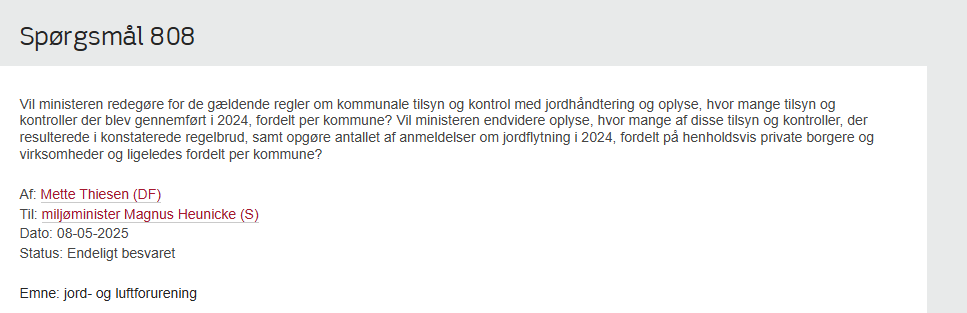 Spørgsmål 808
Vil ministeren redegøre for de gældende regler om kommunale tilsyn og kontrol med jordhåndtering og oplyse, hvor mange tilsyn og
kontroller der blev gennemført i 2024, fordelt per kommune? Vil ministeren endvidere oplyse, hvor mange af disse tilsyn og kontroller, der
resulterede i konstaterede regelbrud, samt opgøre antallet af anmeldelser om jordflytning i 2024, fordelt på henholdsvis private borgere og
virksomheder og ligeledes fordelt per kommune?
Af: Mette Thiesen (DF)
Til: miljøminister Magnus Heunicke (S)
Dato: 08-05-2025
Status: Endeligt besvaret
Emne: jord- og luftforurening